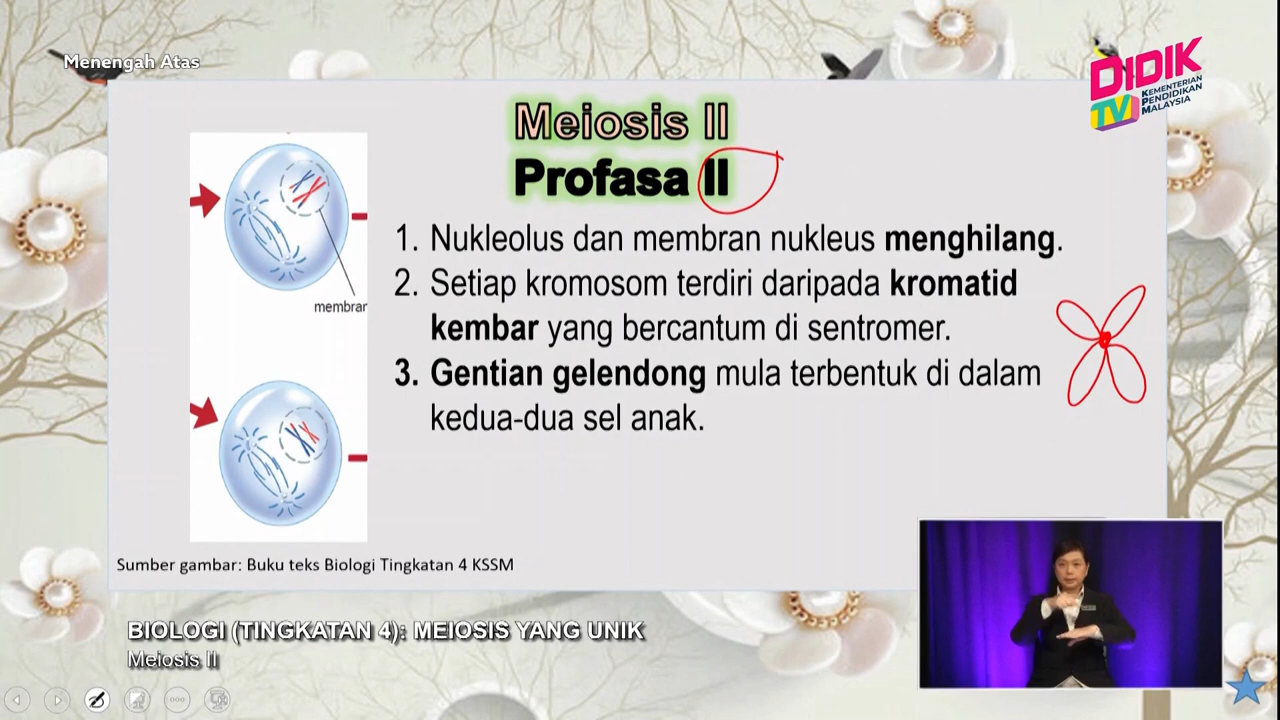 Menengah Atas
DIDIK
TV
KEMENTERIAN
PENDIDIKAN
MALAYSIA
Meiosis II
Profasa II
1. Nukleolus dan membran nukleus menghilang.
2. Setiap kromosom terdiri daripada kromatid
kembar yang bercantum di sentromer.
3. Gentian gelendong mula terbentuk di dalam
kedua-dua sel anak.
membran
Sumber gambar: Buku teks Biologi Tingkatan 4 KSSM
BIOLOGI (TINGKATAN 4): MEIOSIS YANG UNIK
Meiosis II